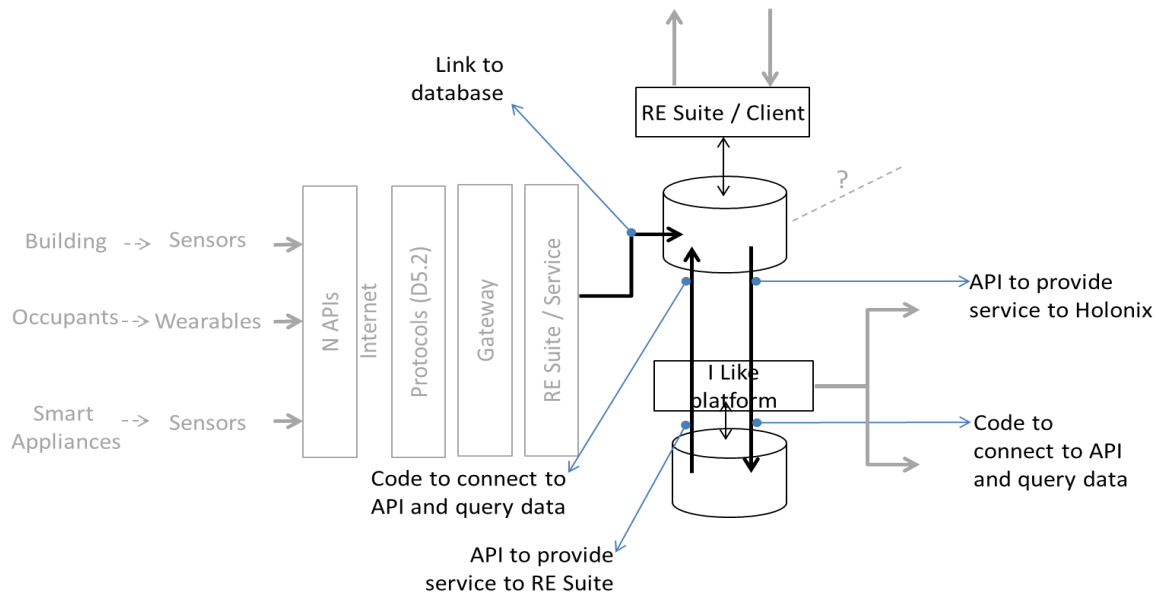 Link to
database
RE Suite / Client
?
Building
Sensors
Occupants
Wearables
Smart
Appliances
Sensors
N APIs
Internet
Protocols (D5.2)
Gateway
RE Suite / Service
API to provide
service to Holonix
I Like
platform
Code to
connect to API
and query data
Code to connect to
API and query data
API to provide
service to RE Suite